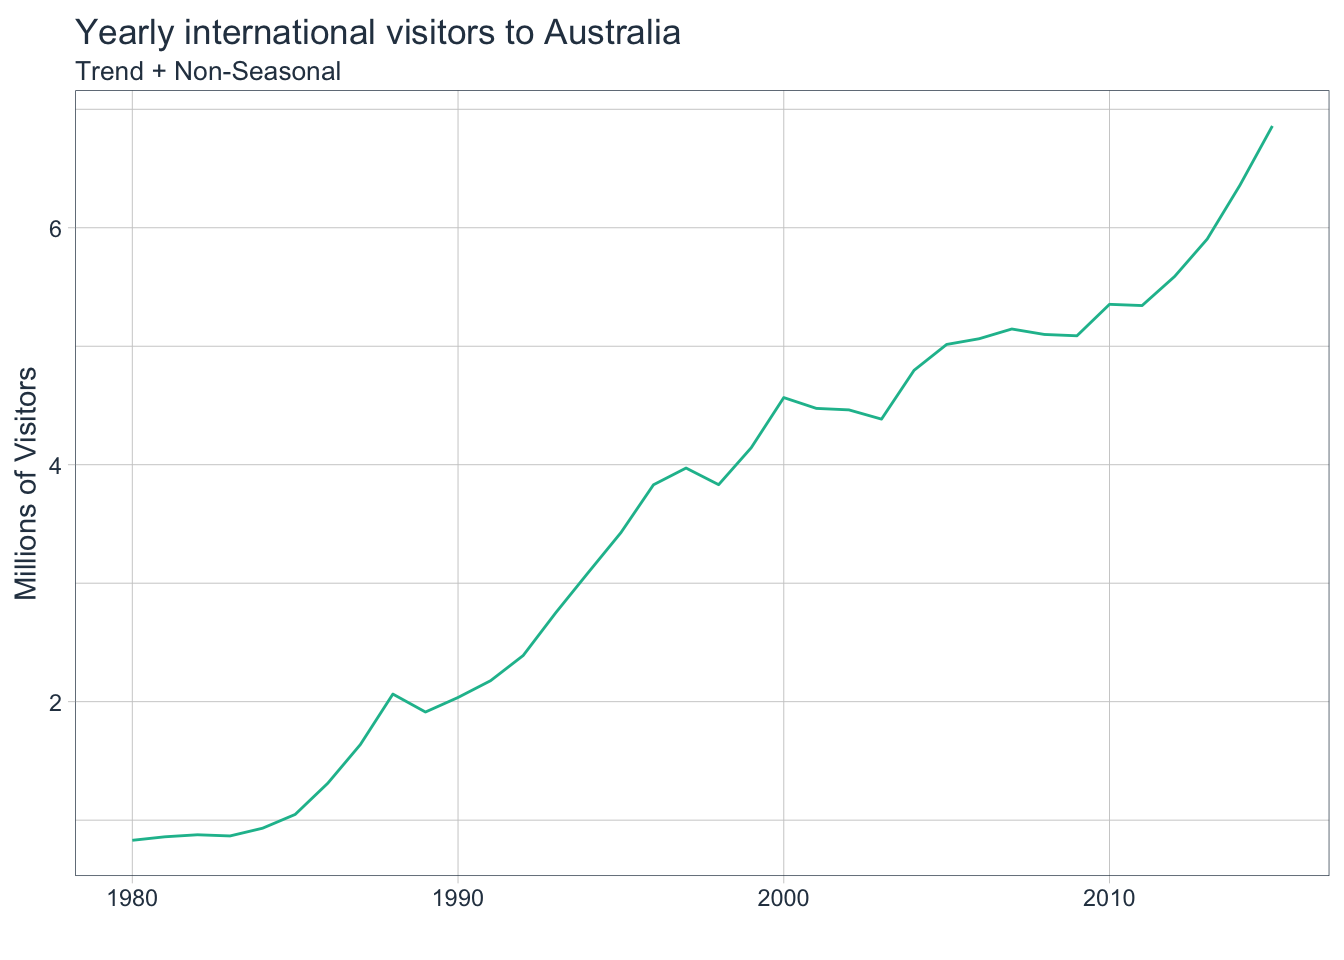 Yearly international visitors to Australia
Trend + Non-Seasonal
Millions of Visitors
6
4
2
1980
1990
2000
2010